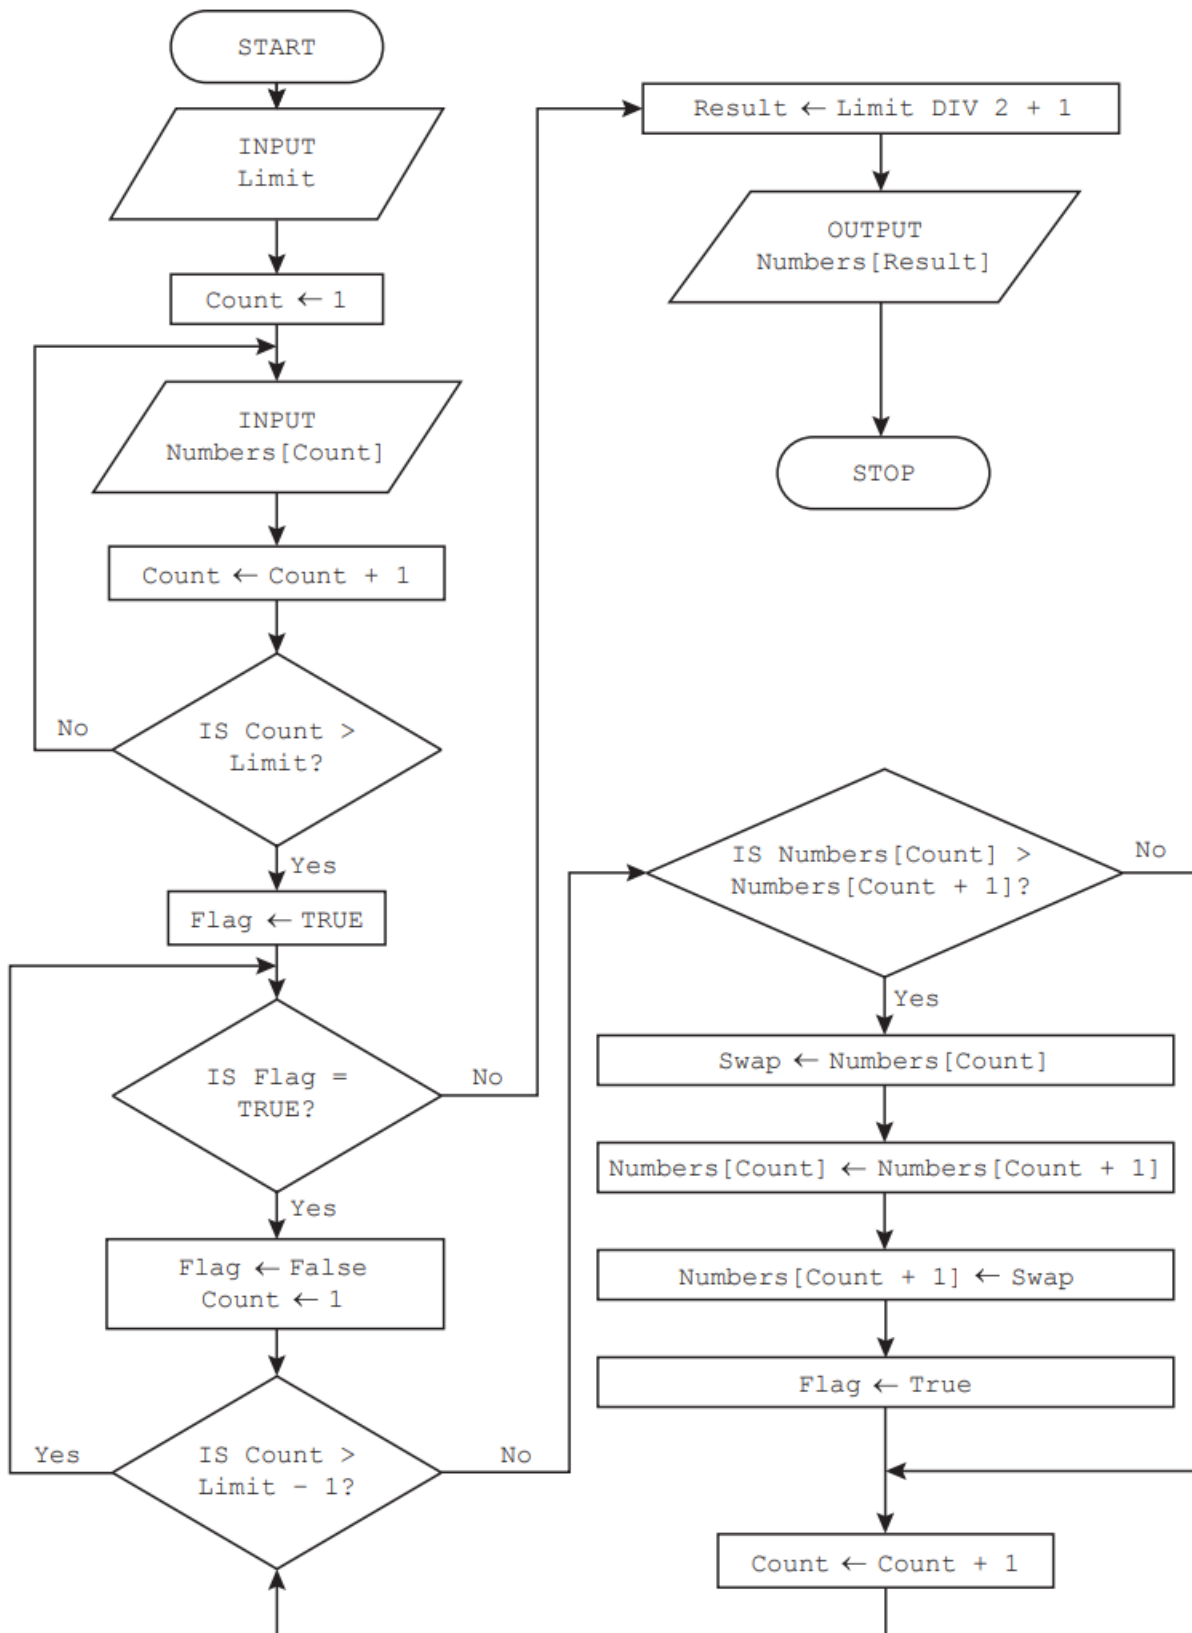 START
INPUT
Limit
Count ← 1
INPUT
Numbers[Count]
Count ← Count + 1
IS Count >
Limit?
No
Yes
Flag ← TRUE
IS Flag =
TRUE?
No
Yes
Flag ← False
Count ← 1
IS Count >
Limit – 1?
Yes
No
Result ← Limit DIV 2 + 1
OUTPUT
Numbers[Result]
STOP
IS Numbers[Count] >
Numbers[Count + 1]?
No
Yes
Swap ← Numbers[Count]
Numbers[Count] ← Numbers[Count + 1]
Numbers[Count + 1] ← Swap
Flag ← True
Count ← Count + 1